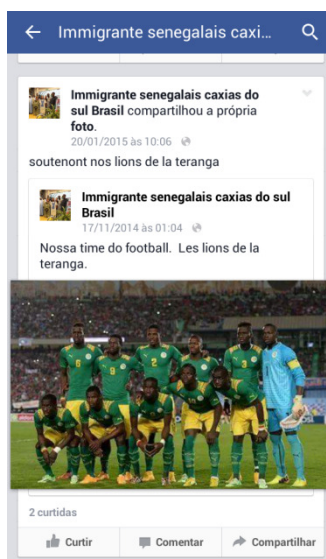 Immigrante senegalais caxi...
Immigrante senegalais caxias do
sul Brasil compartilhou a própria
foto.
20/01/2015 às 10:06
soutenont nos lions de la teranga
Immigrante senegalais caxias do sul
Brasil
17/11/2014 às 01:04
Nossa time do football. Les lions de la
teranga.
2 curtidas
Curtir
Comentar
Compartilhar